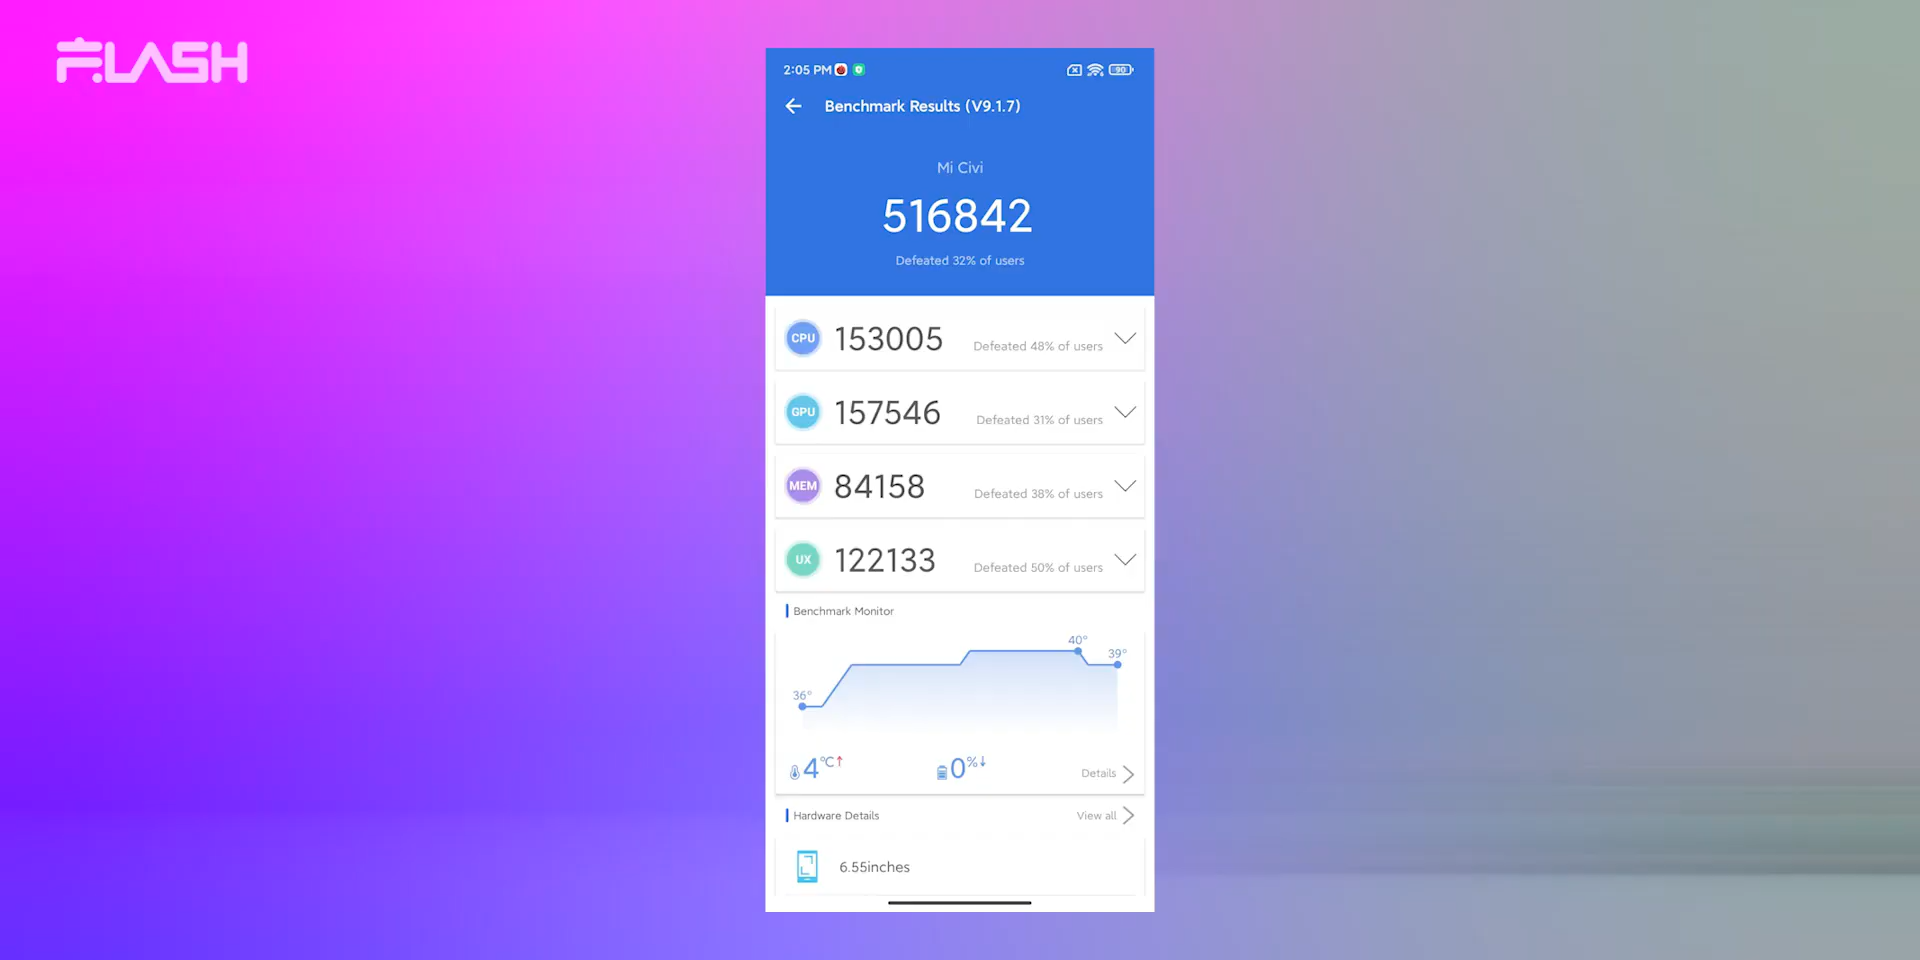 FLASH
2:05 PM
90
Benchmark Results (V9.1.7)
Mi Civi
516842
Defeated 32% of users
CPU 153005 Defeated 48% of users
GPU 157546 Defeated 31% of users
MEM 84158 Defeated 38% of users
UX 122133 Defeated 50% of users
Benchmark Monitor
40°
39°
36°
4°C↑ 0%↓ Details
Hardware Details View all
6.55inches